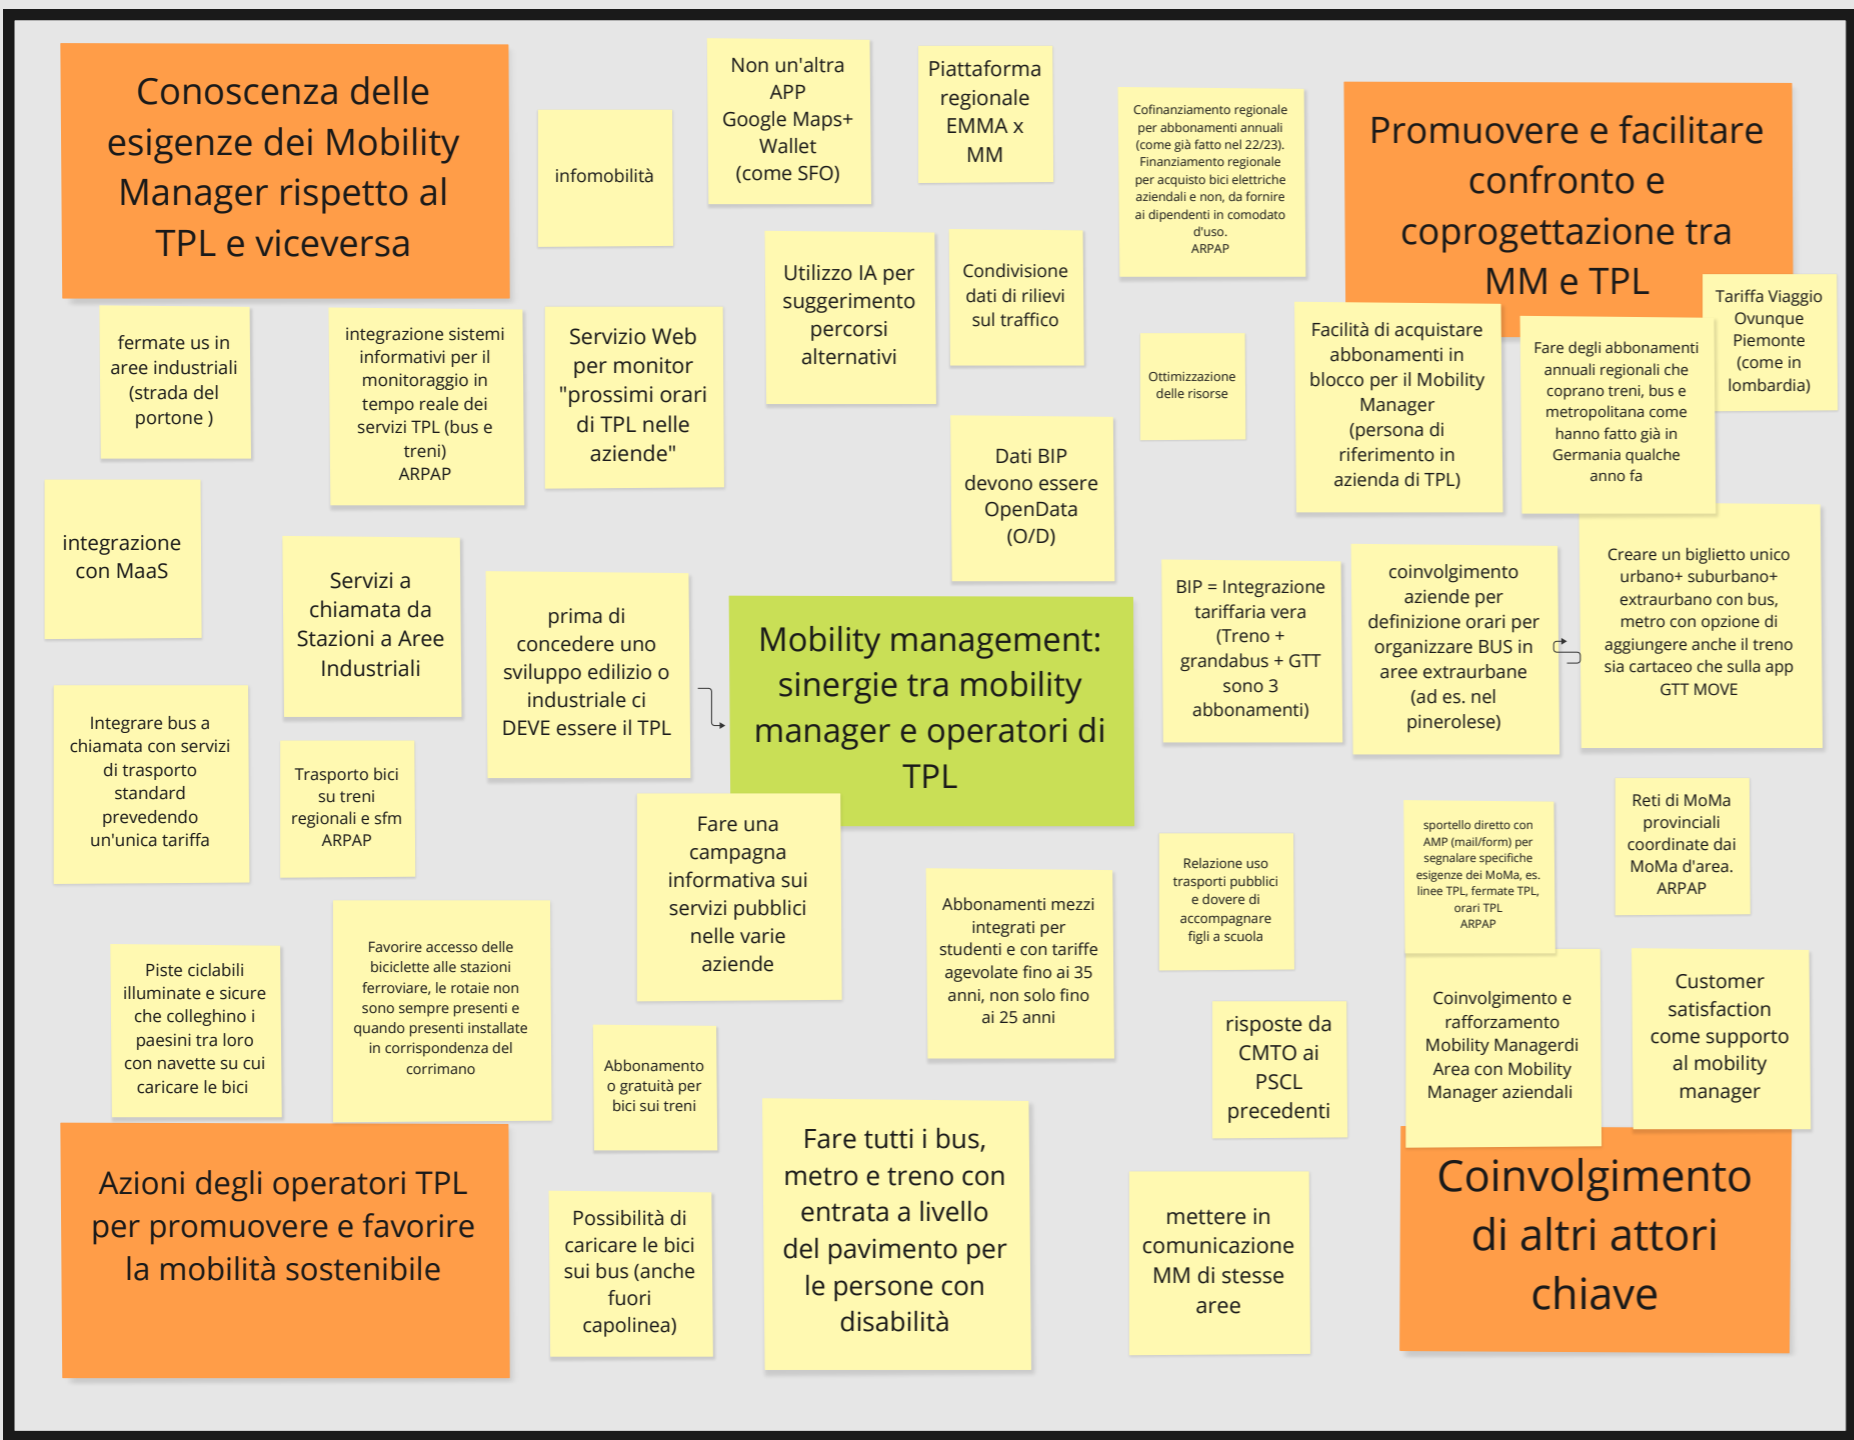 Conoscenza delle
esigenze dei Mobility
Manager rispetto al
TPL e viceversa
infomobilità
Non un'altra
APP
Google Maps+
Wallet
(come SFO)
Piattaforma
regionale
EMMA x
MM
Cofinanziamento regionale
per abbonamenti annuali
(come già fatto nel 22/23).
Finanziamento regionale
per acquisto bici elettriche
aziendali e non, da fornire
ai dipendenti in comodato
d'uso.
ARPAP
Promuovere e facilitare
confronto e
coprogettazione tra
MM e TPL
Tariffa Viaggio
Ovunque
Piemonte
(come in
lombardia)
fermate us in
aree industriali
(strada del
portone )
integrazione sistemi
informativi per il
monitoraggio in
tempo reale dei
servizi TPL (bus e
treni)
ARPAP
Servizio Web
per monitor
"prossimi orari
di TPL nelle
aziende"
Utilizzo IA per
suggerimento
percorsi
alternativi
Condivisione
dati di rilievi
sul traffico
Ottimizzazione
delle risorse
Facilità di acquistare
abbonamenti in
blocco per il Mobility
Manager
(persona di
riferimento in
azienda di TPL)
Fare degli abbonamenti
annuali regionali che
coprano treni, bus e
metropolitana come
hanno fatto già in
Germania qualche
anno fa
integrazione
con MaaS
Servizi a
chiamata da
Stazioni a Aree
Industriali
prima di
concedere uno
sviluppo edilizio o
industriale ci
DEVE essere il TPL
Dati BIP
devono essere
OpenData
(O/D)
Mobility management:
sinergie tra mobility
manager e operatori di
TPL
BIP = Integrazione
tariffaria vera
(Treno +
grandabus + GTT
sono 3
abbonamenti)
coinvolgimento
aziende per
definizione orari per
organizzare BUS in
aree extraurbane
(ad es. nel
pinerolese)
Creare un biglietto unico
urbano+ suburbano+
extraurbano con bus,
metro con opzione di
aggiungere anche il treno
sia cartaceo che sulla app
GTT MOVE
Integrare bus a
chiamata con servizi
di trasporto
standard
prevedendo
un'unica tariffa
Trasporto bici
su treni
regionali e sfm
ARPAP
Fare una
campagna
informativa sui
servizi pubblici
nelle varie
aziende
Abbonamenti mezzi
integrati per
studenti e con tariffe
agevolate fino ai 35
anni, non solo fino
ai 25 anni
Relazione uso
trasporti pubblici
e dovere di
accompagnare
figli a scuola
sportello diretto con
AMP (mail/form) per
segnalare specifiche
esigenze dei MoMa, es.
linee TPL, fermate TPL,
orari TPL
ARPAP
Reti di MoMa
provinciali
coordinate dai
MoMa d'area.
ARPAP
Piste ciclabili
illuminate e sicure
che colleghino i
paesini tra loro
con navette su cui
caricare le bici
Favorire accesso delle
biciclette alle stazioni
ferroviarie, le rotaie non
sono sempre presenti e
quando presenti installate
in corrispondenza del
corrimano
Abbonamento
o gratuità per
bici sui treni
risposte da
CMTO ai
PSCL
precedenti
Coinvolgimento e
rafforzamento
Mobility Managerdi
Area con Mobility
Manager aziendali
Customer
satisfaction
come supporto
al mobility
manager
Azioni degli operatori TPL
per promuovere e favorire
la mobilità sostenibile
Possibilità di
caricare le bici
sui bus (anche
fuori
capolinea)
Fare tutti i bus,
metro e treno con
entrata a livello
del pavimento per
le persone con
disabilità
mettere in
comunicazione
MM di stesse
aree
Coinvolgimento
di altri attori
chiave